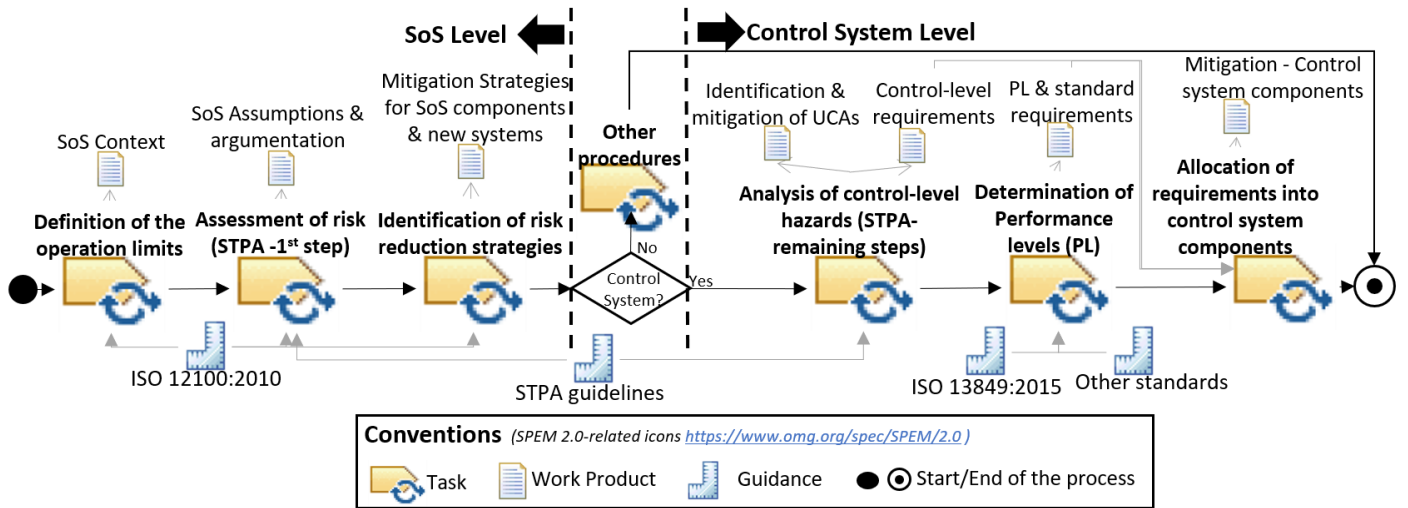 SoS Level
Control System Level
SoS Context
SoS Assumptions &
argumentation
Mitigation Strategies
for SoS components
& new systems
Other
procedures
Identification &
mitigation of UCAs
Control-level
requirements
PL & standard
requirements
Mitigation - Control
system components
Definition of the
operation limits
Assessment of risk
(STPA -1st step)
Identification of risk
reduction strategies
Analysis of control-level
hazards (STPA-
remaining steps)
Determination of
Performance
levels (PL)
Allocation of
requirements into
control system
components
No
Control
System?
Yes
ISO 12100:2010
STPA guidelines
ISO 13849:2015
Other standards
Conventions (SPEM 2.0-related icons https://www.omg.org/spec/SPEM/2.0 )
Task
Work Product
Guidance
Start/End of the process